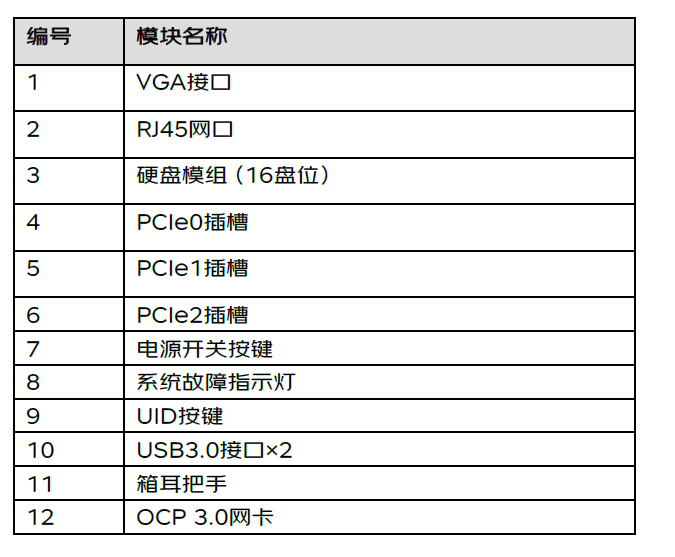 编号 模块名称
1 VGA接口
2 RJ45网口
3 硬盘模组（16盘位）
4 PCIe0插槽
5 PCIe1插槽
6 PCIe2插槽
7 电源开关按键
8 系统故障指示灯
9 UID按键
10 USB3.0接口×2
11 箱耳把手
12 OCP 3.0网卡